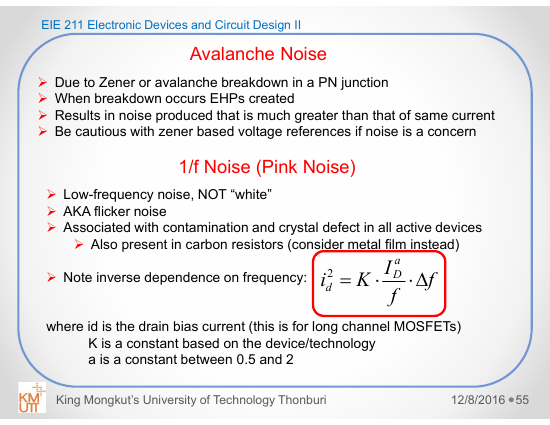 EIE 211 Electronic Devices and Circuit Design II
Avalanche Noise
➢ Due to Zener or avalanche breakdown in a PN junction
➢ When breakdown occurs EHPs created
➢ Results in noise produced that is much greater than that of same current
➢ Be cautious with zener based voltage references if noise is a concern
1/f Noise (Pink Noise)
➢ Low-frequency noise, NOT “white”
➢ AKA flicker noise
➢ Associated with contamination and crystal defect in all active devices
➢ Also present in carbon resistors (consider metal film instead)
➢ Note inverse dependence on frequency: i_d^2 = K · I_D^a / f · Δf
where id is the drain bias current (this is for long channel MOSFETs)
K is a constant based on the device/technology
a is a constant between 0.5 and 2
KMUTT
King Mongkut’s University of Technology Thonburi 12/8/2016 ●55